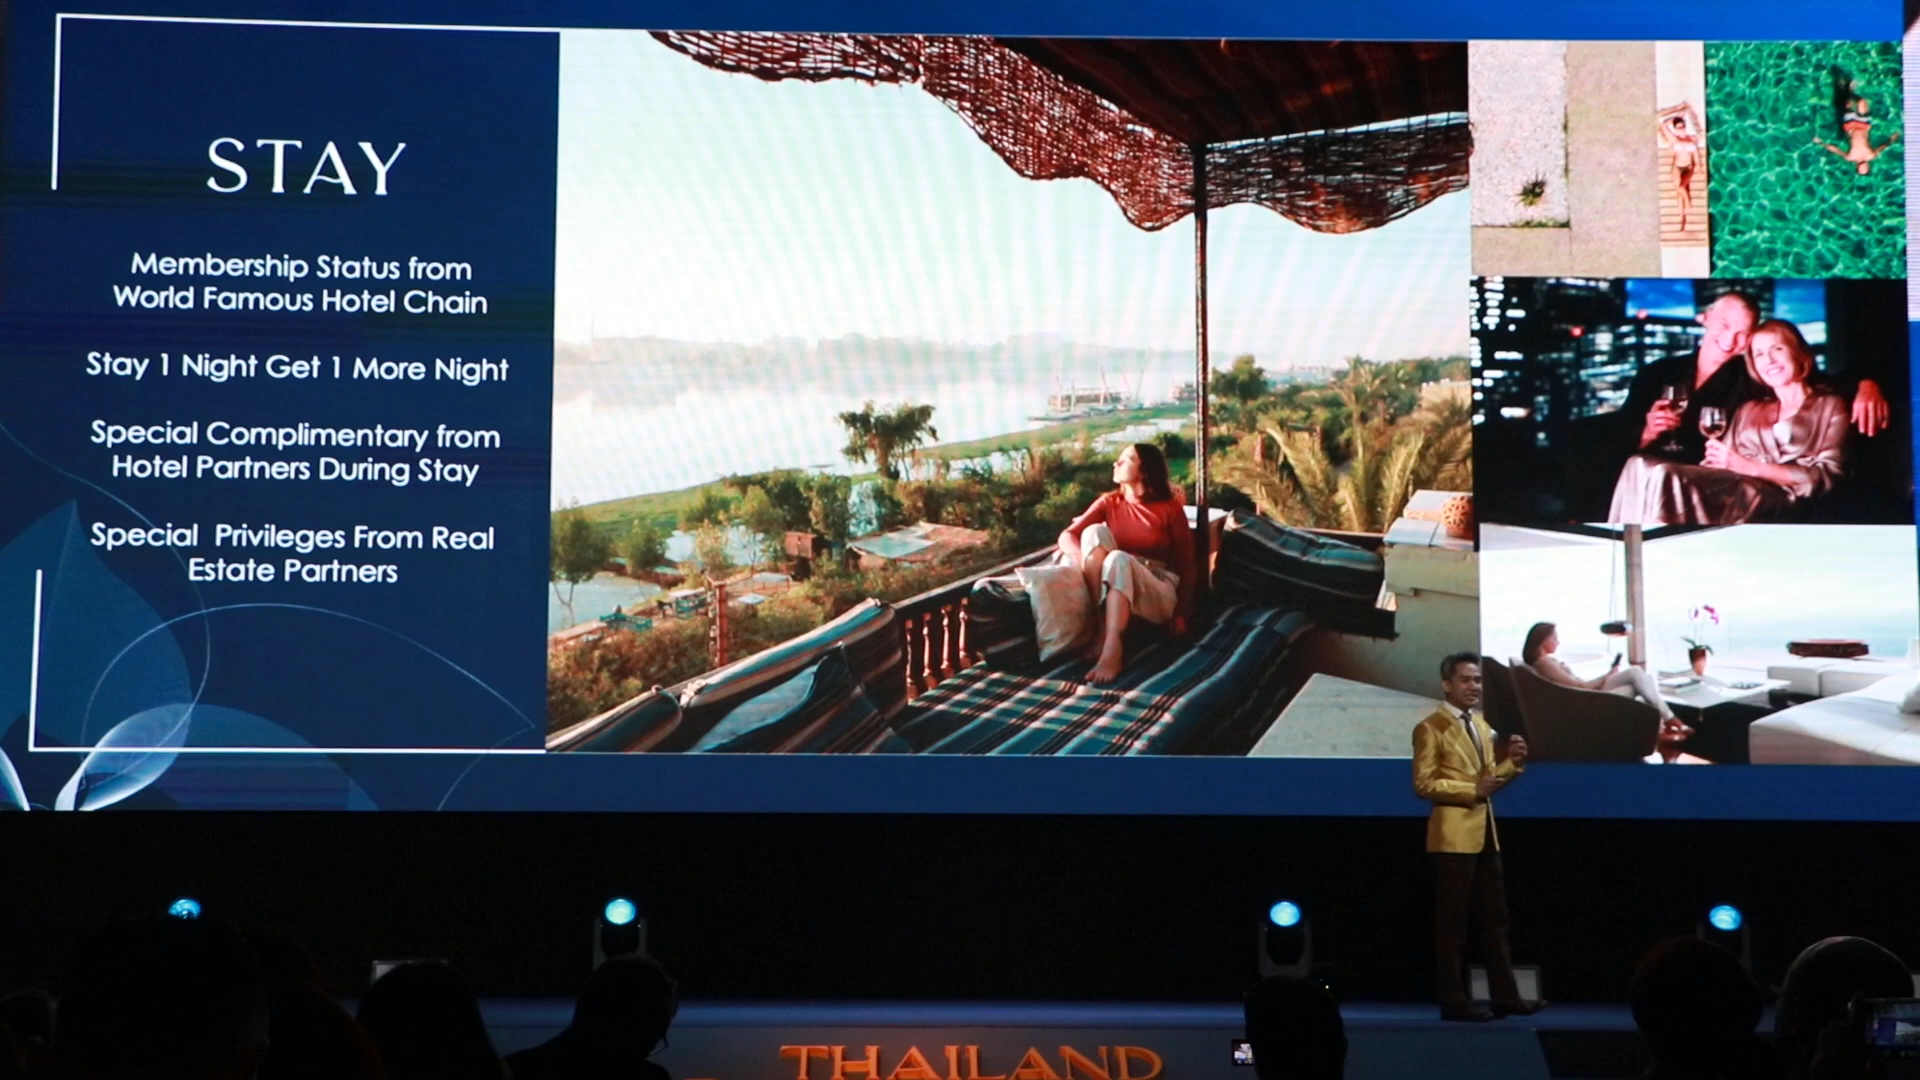 STAY
Membership Status from
World Famous Hotel Chain
Stay 1 Night Get 1 More Night
Special Complimentary from
Hotel Partners During Stay
Special Privileges From Real
Estate Partners
THAILAND